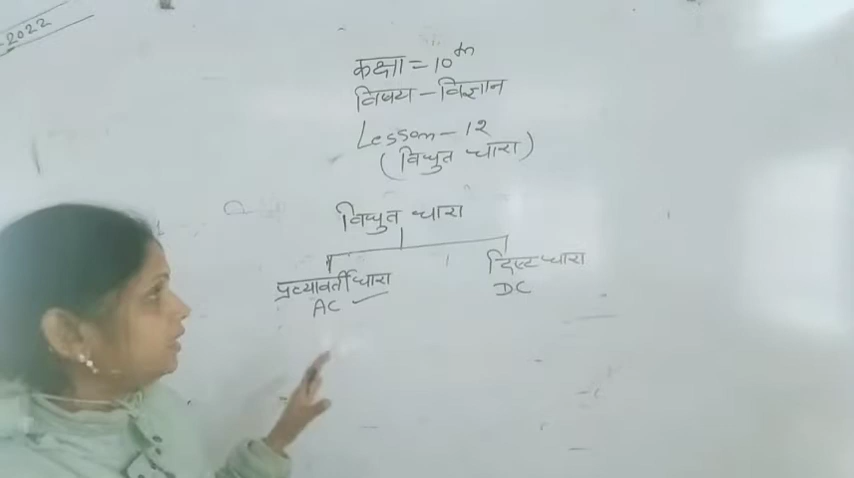 -2022
कक्षा = 10th
विषय - विज्ञान
Lesson - 12
(विधुत धारा)
विधुत धारा
प्रत्यावर्ती धारा
AC
दिष्ट धारा
DC